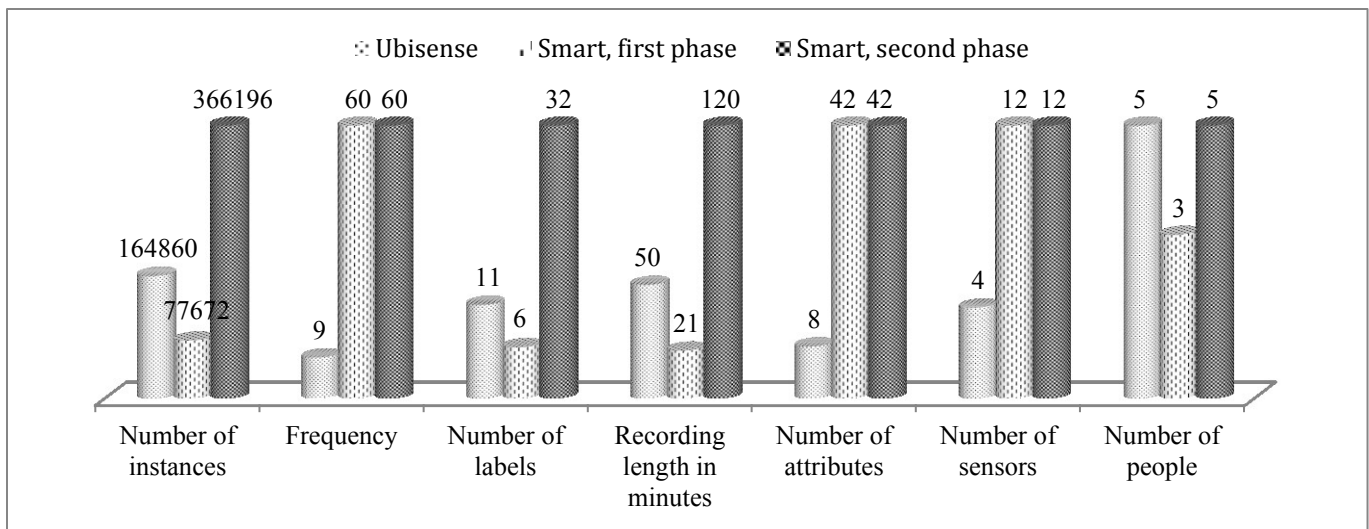 Ubisense Smart, first phase Smart, second phase
366196 60 60 32 120 42 42 12 12 5 5
164860 77672 9 11 6 50 21 8 4 3
Number of instances
Frequency
Number of labels
Recording length in minutes
Number of attributes
Number of sensors
Number of people